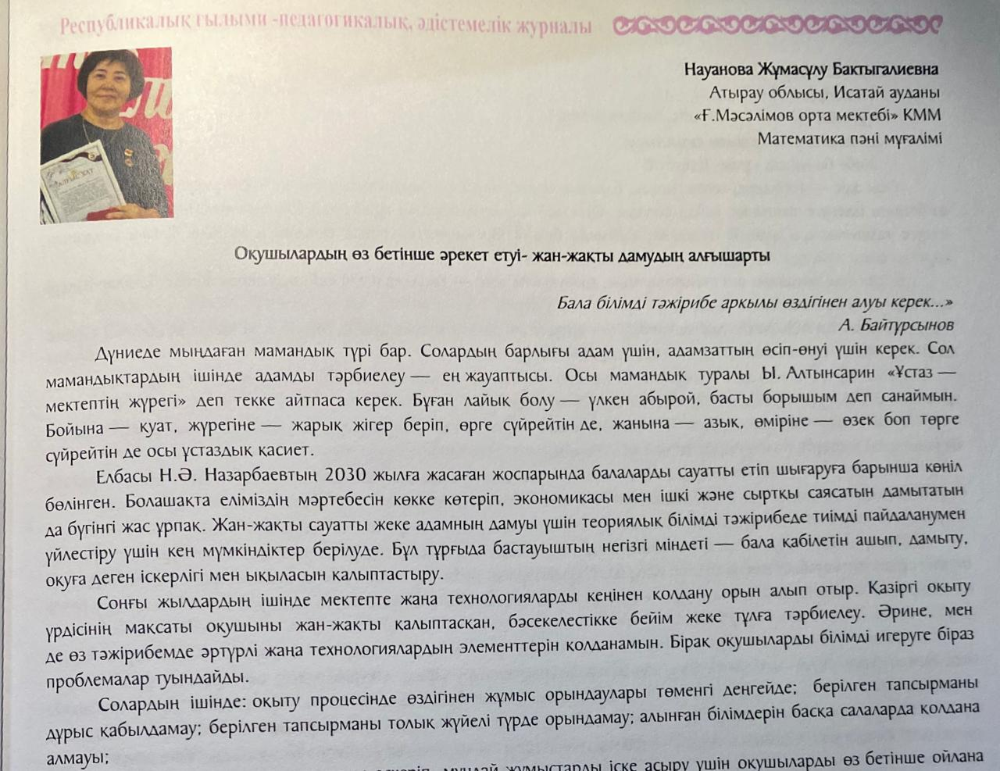 Республикалық ғылыми -педагогикалық, әдістемелік журналы
АЛҒЫС ХАТ
Науанова Жұмасұлу Бактыгалиевна
Атырау облысы, Исатай ауданы
«Ғ.Мәсәлімов орта мектебі» КММ
Математика пәні мұғалімі
Оқушылардың өз бетінше әрекет етуі- жан-жақты дамудың алғышарты
Бала білімді тәжірибе арқылы өздігінен алуы керек...»
А. Байтұрсынов
Дүниеде мыңдаған мамандық түрі бар. Солардың барлығы адам үшін, адамзаттың өсіп-өнуі үшін керек. Сол
мамандықтардың ішінде адамды тәрбиелеу — ең жауаптысы. Осы мамандық туралы Ы. Алтынсарин «Ұстаз —
мектептің жүрегі» деп текке айтпаса керек. Бұған лайық болу — үлкен абырой, басты борышым деп санаймын.
Бойына — қуат, жүрегіне — жарық жігер беріп, өрге сүйрейтін де, жанына — азық, өміріне — өзек боп төрге
сүйрейтін де осы ұстаздық қасиет.
Елбасы Н.Ә. Назарбаевтың 2030 жылға жасаған жоспарында балаларды сауатты етіп шығаруға барынша көңіл
бөлінген. Болашақта еліміздің мәртебесін көкке көтеріп, экономикасы мен ішкі және сыртқы саясатын дамытатын
да бүгінгі жас ұрпақ. Жан-жақты сауатты жеке адамның дамуы үшін теориялық білімді тәжірибеде тиімді пайдаланумен
үйлестіру үшін кең мүмкіндіктер берілуде. Бұл тұрғыда бастауыштың негізгі міндеті — бала қабілетін ашып, дамыту,
оқуға деген іскерлігі мен ықыласын қалыптастыру.
Соңғы жылдардың ішінде мектепте жаңа технологияларды кеңінен қолдану орын алып отыр. Қазіргі оқыту
үрдісінің мақсаты оқушыны жан-жақты қалыптасқан, бәсекелестікке бейім жеке тұлға тәрбиелеу. Әрине, мен
де өз тәжірибемде әртүрлі жаңа технологиялардың элементтерін қолданамын. Бірақ оқушыларды білімді игеруге біраз
проблемалар туындайды.
Солардың ішінде: оқыту процесінде өздігінен жұмыс орындаулары төменгі деңгейде; берілген тапсырманы
дұрыс қабылдамау; берілген тапсырманы толық жүйелі түрде орындамау; алынған білімдерін басқа салаларда қолдана
алмауы;
мұндай жұмыстарды іске асыру үшін оқушыларды өз бетінше ойлана